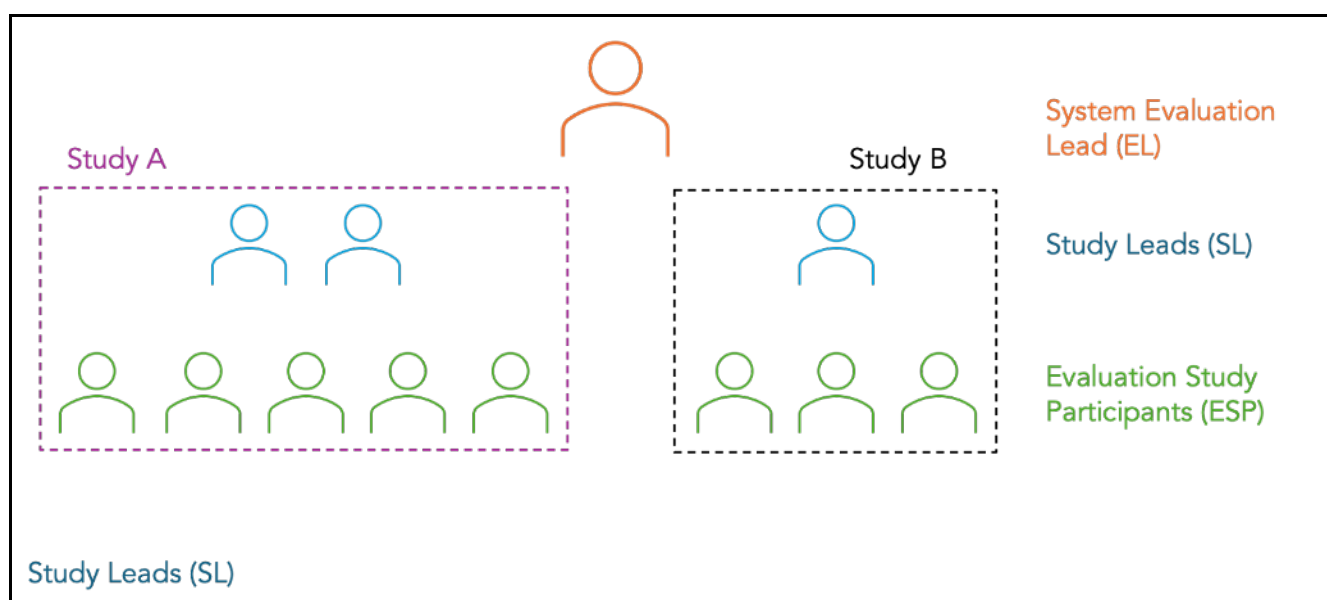 System Evaluation
Lead (EL)
Study A
Study B
Study Leads (SL)
Evaluation Study
Participants (ESP)
Study Leads (SL)